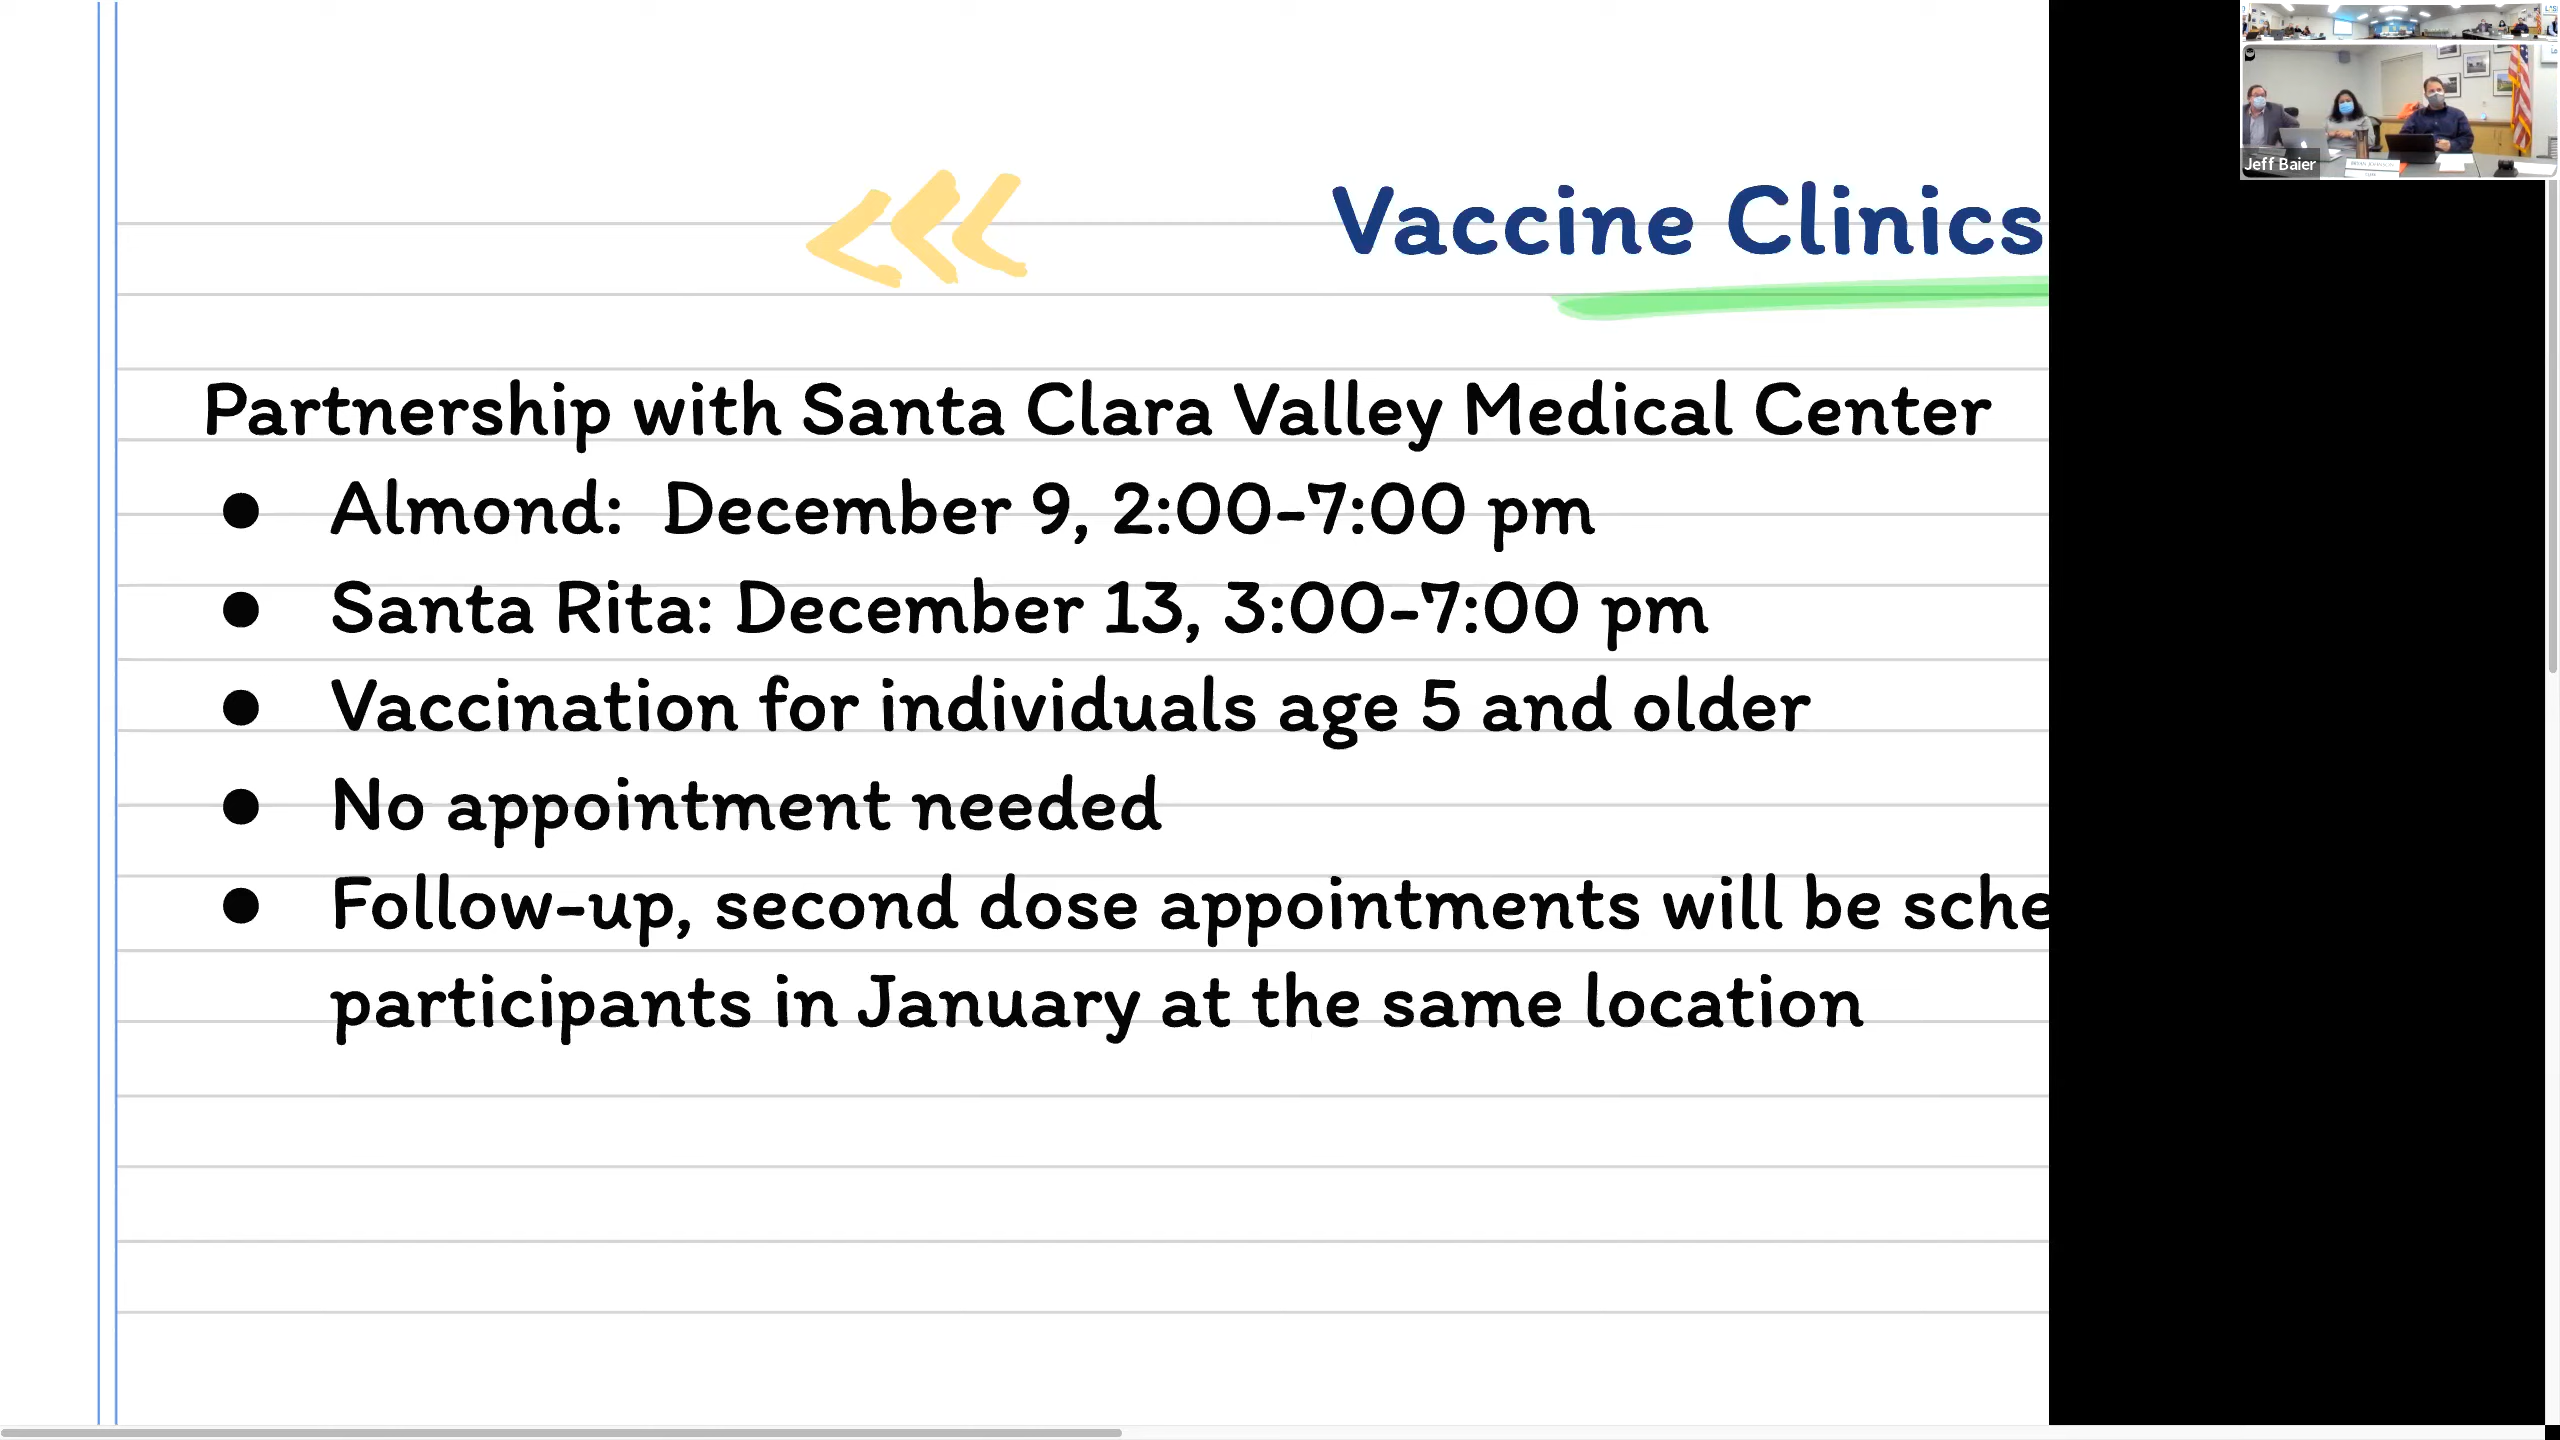 Vaccine Clinics
Partnership with Santa Clara Valley Medical Center
● Almond:  December 9, 2:00-7:00 pm
● Santa Rita: December 13, 3:00-7:00 pm
● Vaccination for individuals age 5 and older
● No appointment needed
● Follow-up, second dose appointments will be sche
participants in January at the same location
Jeff Baier